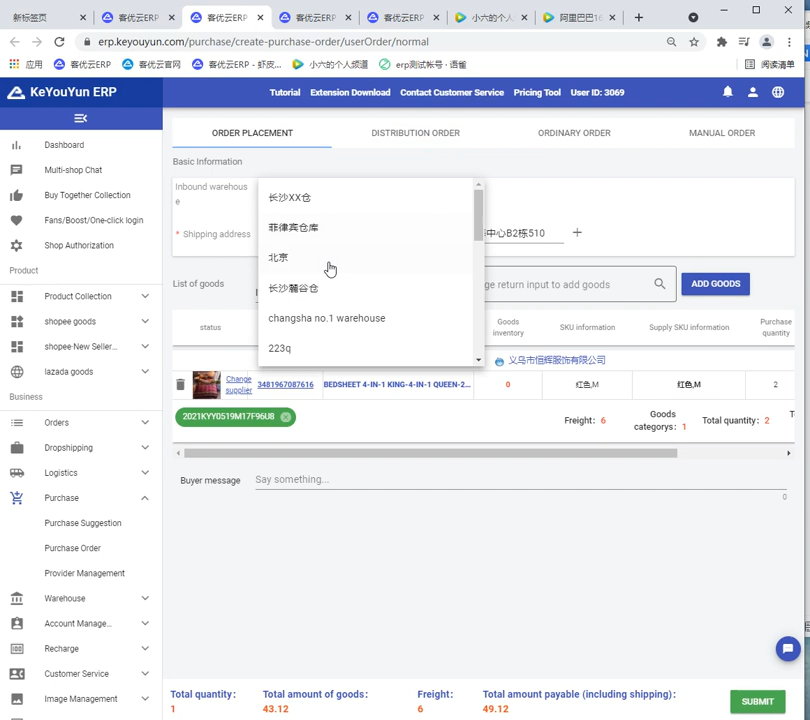 新标签页
客优云ERP
客优云ERP
客优云ERP
客优云ERP
小六的个人
阿里巴巴16
erp.keyouyun.com/purchase/create-purchase-order/userOrder/normal
应用
客优云ERP
客优云官网
客优云ERP - 虾皮...
小六的个人频道
erp测试帐号 · 语雀
阅读清单
KeYouYun ERP
Tutorial
Extension Download
Contact Customer Service
Pricing Tool
User ID: 3069
Dashboard
Multi-shop Chat
Buy Together Collection
Fans/Boost/One-click login
Shop Authorization
Product
Product Collection
shopee goods
shopee·New Seller...
lazada goods
Business
Orders
Dropshipping
Logistics
Purchase
Purchase Suggestion
Purchase Order
Provider Management
Warehouse
Account Manage...
Recharge
Customer Service
Image Management
ORDER PLACEMENT
DISTRIBUTION ORDER
ORDINARY ORDER
MANUAL ORDER
Basic Information
Inbound warehous
e
* Shipping address
中心B2栋510
长沙XX仓
菲律宾仓库
北京
长沙麓谷仓
changsha no.1 warehouse
223q
List of goods
ge return input to add goods
ADD GOODS
status
Goods
inventory
SKU information
Supply SKU information
Purchase
quantity
义乌市恒辉服饰有限公司
Change
supplier
3481967087616
BEDSHEET 4-IN-1 KING-4-IN-1 QUEEN-2...
0
红色,M
红色,M
2
2021KYY0519M17F96U8
Freight: 6
Goods
categorys: 1
Total quantity: 2
Buyer message
Say something...
0
Total quantity:
1
Total amount of goods:
43.12
Freight:
6
Total amount payable (including shipping):
49.12
SUBMIT